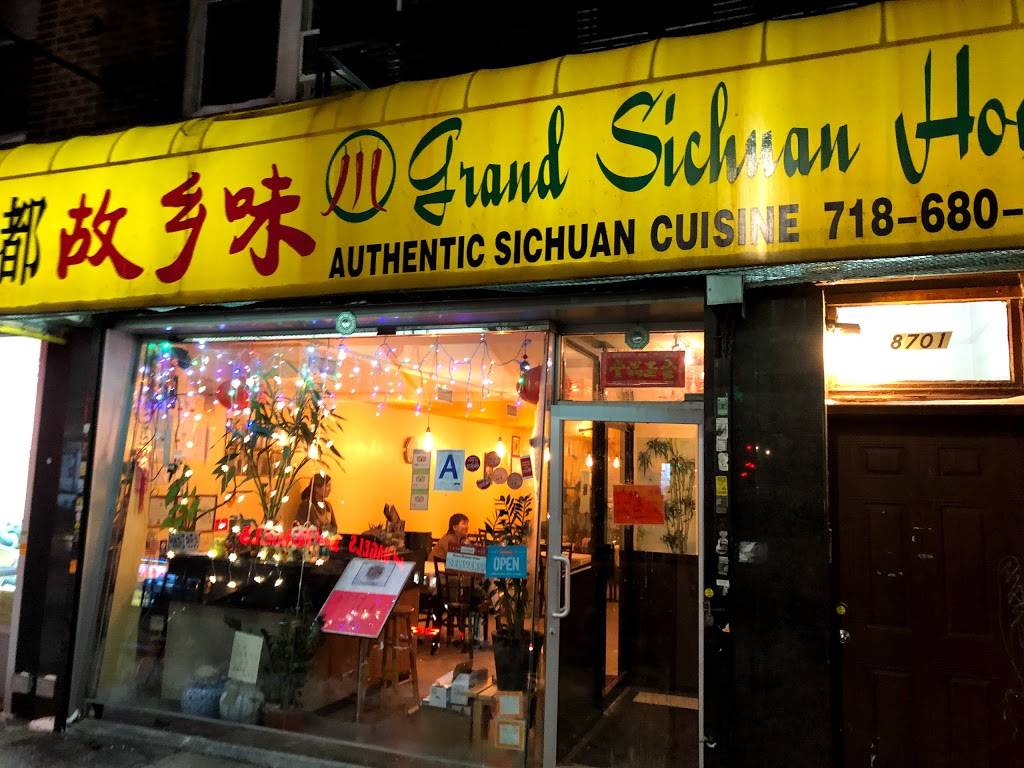 都 故乡味 川 Grand Sichuan Ho
AUTHENTIC SICHUAN CUISINE 718-680-
8701
A
OPEN